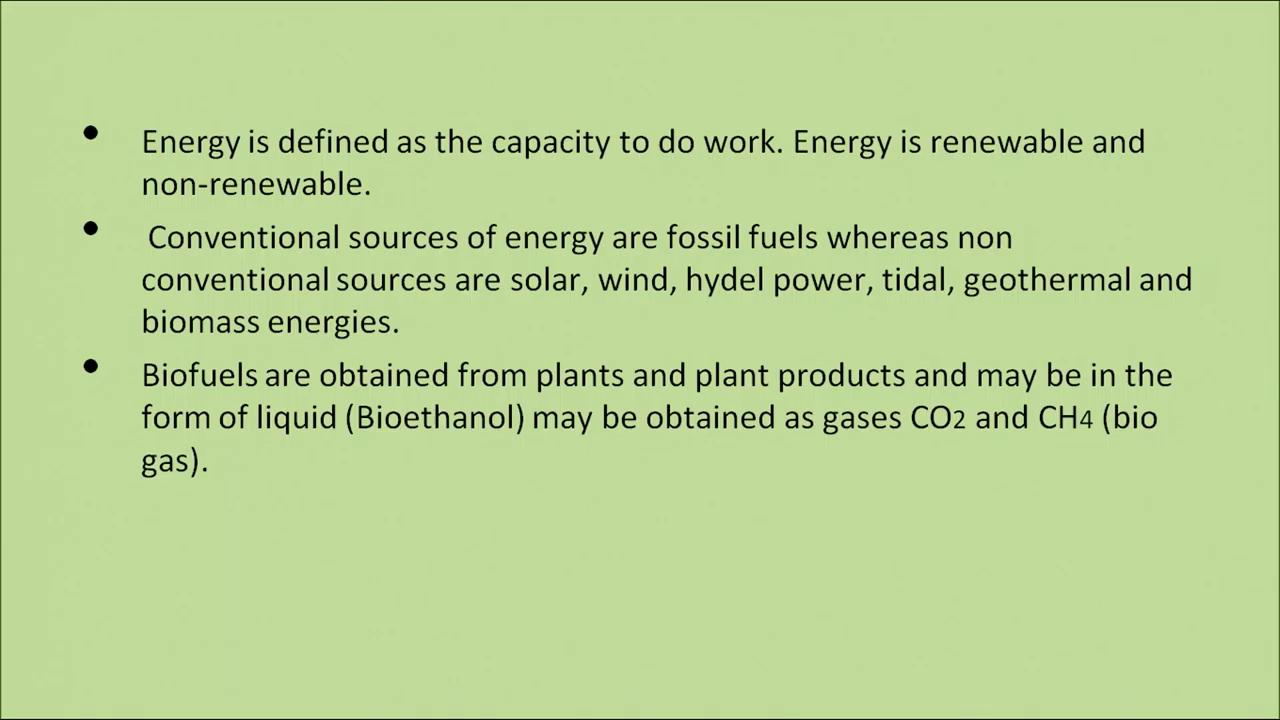 • Energy is defined as the capacity to do work. Energy is renewable and
non-renewable.
• Conventional sources of energy are fossil fuels whereas non
conventional sources are solar, wind, hydel power, tidal, geothermal and
biomass energies.
• Biofuels are obtained from plants and plant products and may be in the
form of liquid (Bioethanol) may be obtained as gases CO2 and CH4 (bio
gas).